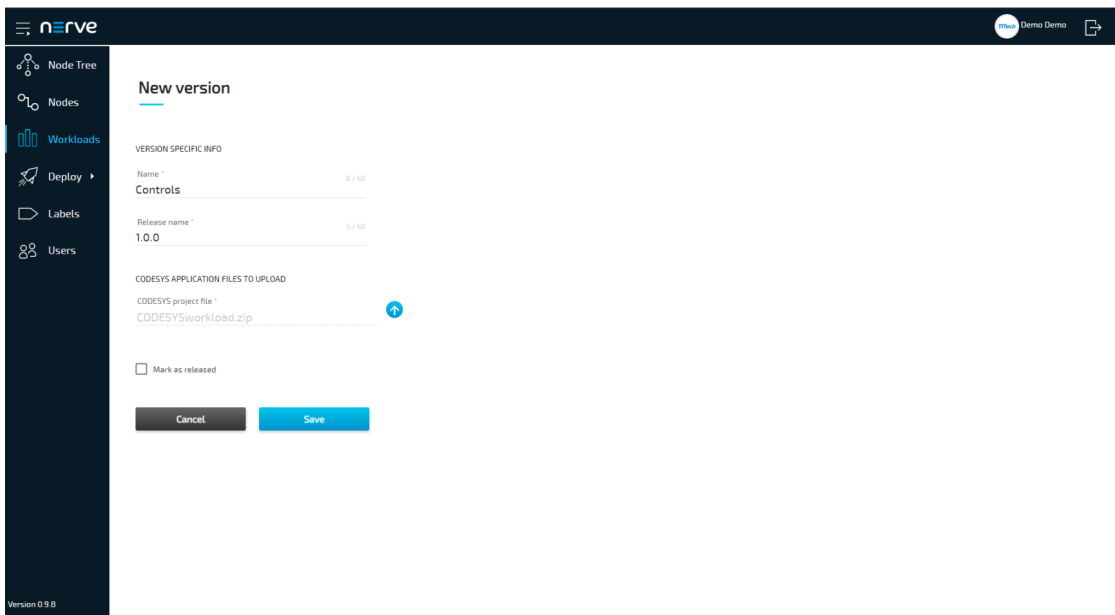 nerve
TTTech Demo Demo
Node Tree
Nodes
Workloads
Deploy
Labels
Users
Version 0.9.8
New version
VERSION SPECIFIC INFO
Name *
8 / 40
Controls
Release name *
5 / 40
1.0.0
CODESYS APPLICATION FILES TO UPLOAD
CODESYS project file *
CODESYSworkload.zip
Mark as released
Cancel Save